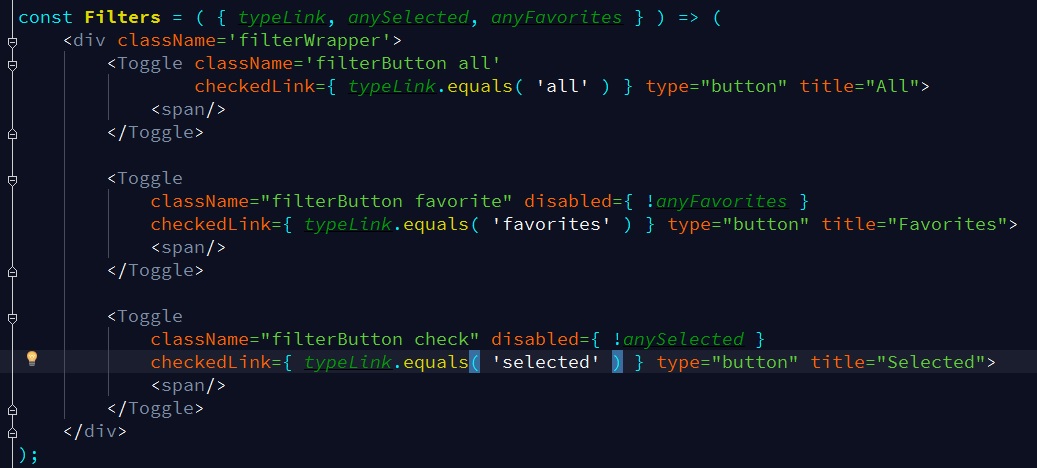 const Filters = ( { typeLink, anySelected, anyFavorites } ) => (
    <div className='filterWrapper'>
        <Toggle className='filterButton all'
                checkedLink={ typeLink.equals( 'all' ) } type="button" title="All">
            <span/>
        </Toggle>

        <Toggle
            className="filterButton favorite" disabled={ !anyFavorites }
            checkedLink={ typeLink.equals( 'favorites' ) } type="button" title="Favorites">
            <span/>
        </Toggle>

        <Toggle
            className="filterButton check" disabled={ !anySelected }
            checkedLink={ typeLink.equals( 'selected' ) } type="button" title="Selected">
            <span/>
        </Toggle>
    </div>
);